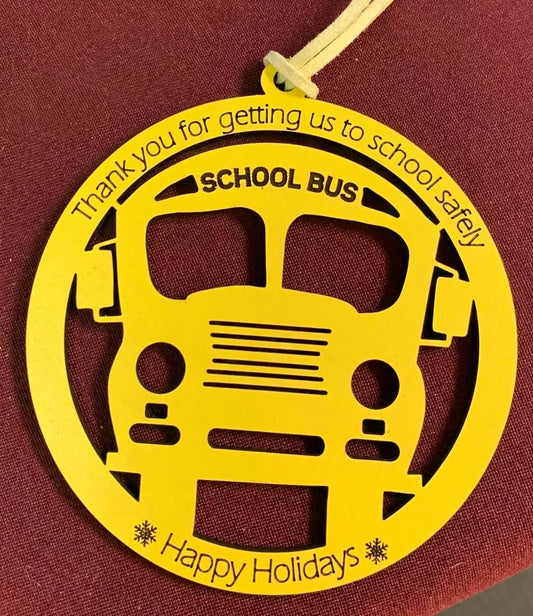 Thank you for getting us to school safely
SCHOOL BUS
Happy Holidays